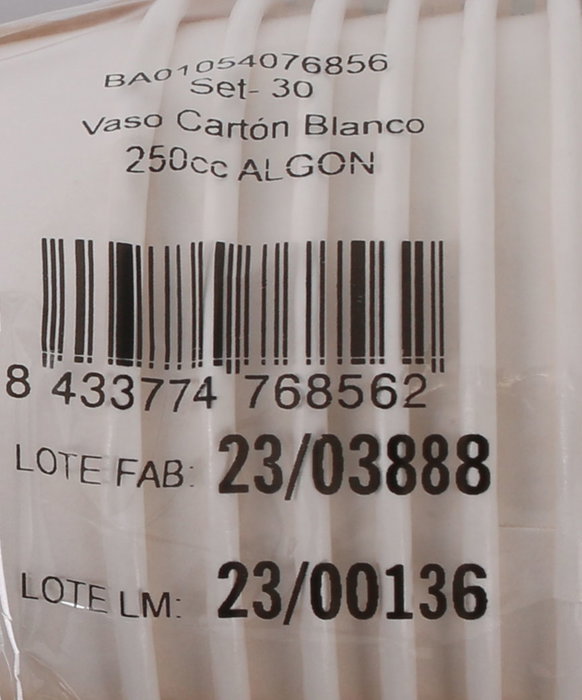 BA01054076856
Set- 30
Vaso Cartón Blanco
250cc ALGON
8 433774 768562
LOTE FAB: 23/03888
LOTE LM: 23/00136